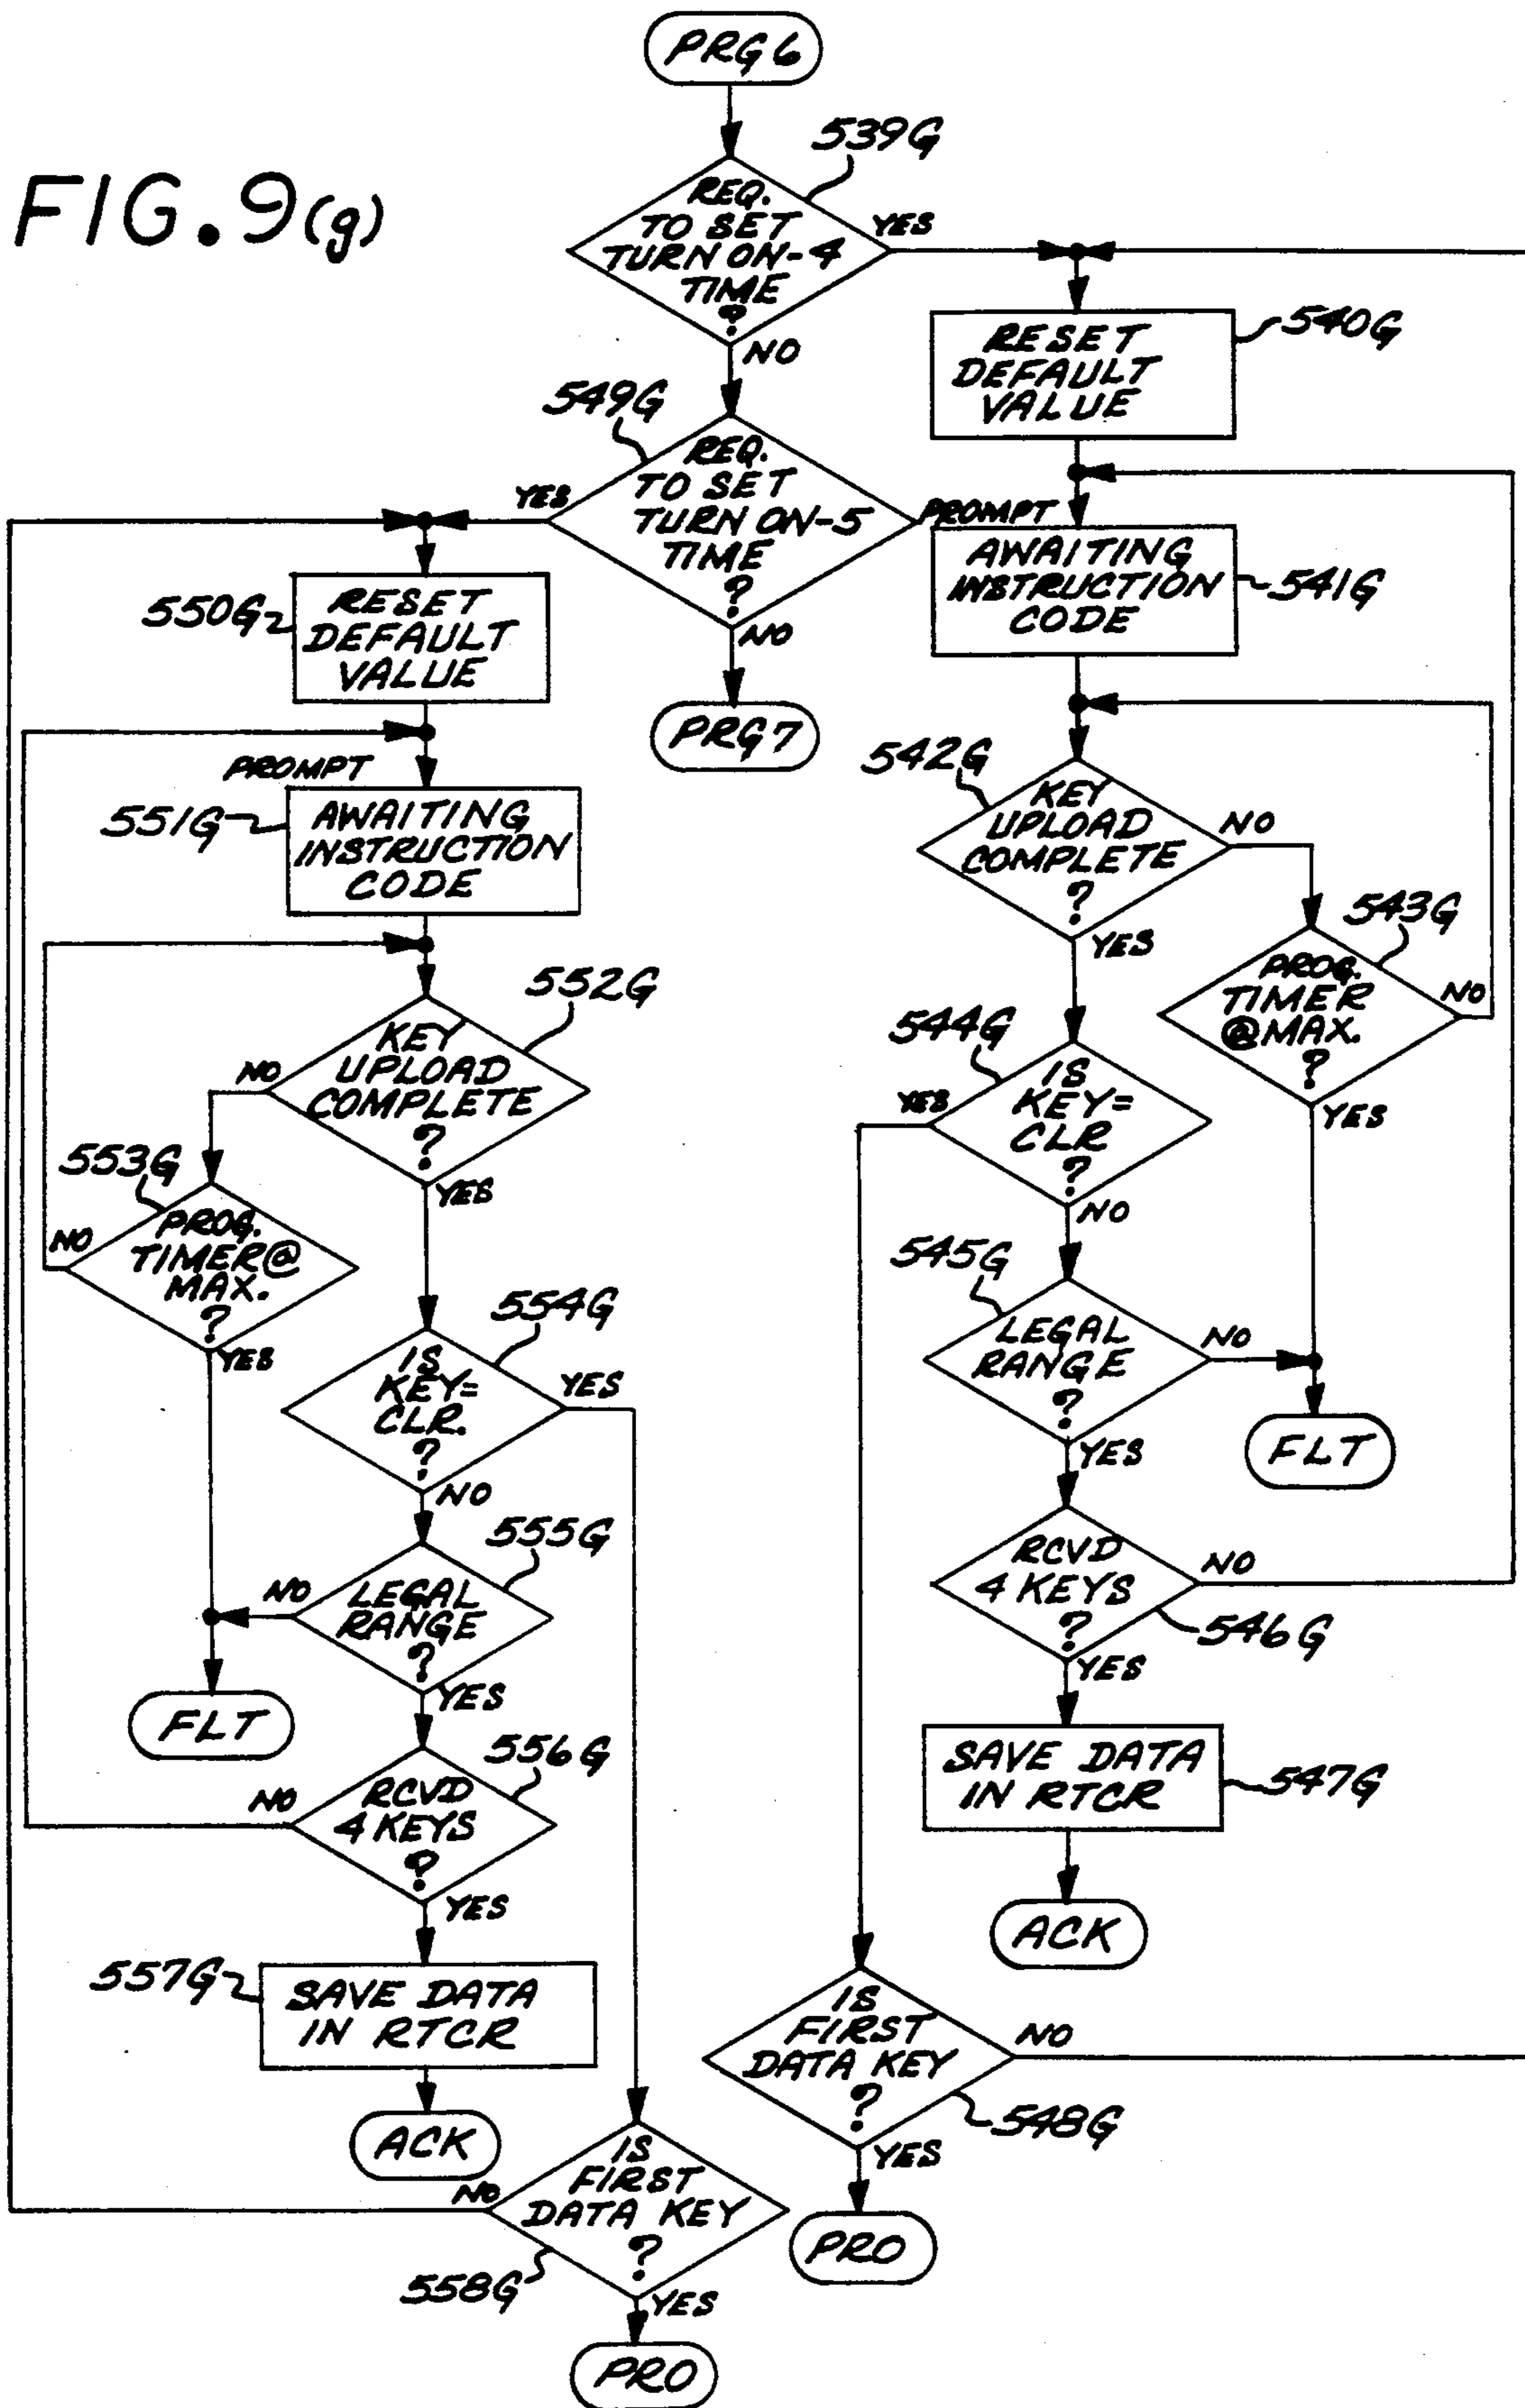 PRG 6
FIG. 9(g)
539G
REQ.
TO SET
TURN ON-4
TIME
?
YES
NO
540G
RESET
DEFAULT
VALUE
549G
REQ.
TO SET
TURN ON-5
TIME
?
YES
NO
PRG 7
PROMPT
AWAITING
INSTRUCTION
CODE
541G
550G
RESET
DEFAULT
VALUE
PROMPT
551G
AWAITING
INSTRUCTION
CODE
542G
KEY
UPLOAD
COMPLETE
?
NO
YES
543G
PROG.
TIMER
@MAX.
?
NO
YES
552G
KEY
UPLOAD
COMPLETE
?
NO
YES
544G
IS
KEY=
CLR
?
YES
NO
553G
PROG.
TIMER@
MAX.
?
NO
YES
545G
LEGAL
RANGE
?
NO
YES
FLT
554G
IS
KEY=
CLR.
?
YES
NO
555G
LEGAL
RANGE
?
NO
YES
FLT
RCVD
4 KEYS
?
NO
YES
546G
556G
RCVD
4 KEYS
?
NO
YES
SAVE DATA
IN RTCR
547G
ACK
557G
SAVE DATA
IN RTCR
ACK
IS
FIRST
DATA KEY
?
NO
YES
548G
PRO
IS
FIRST
DATA KEY
?
NO
YES
558G
PRO